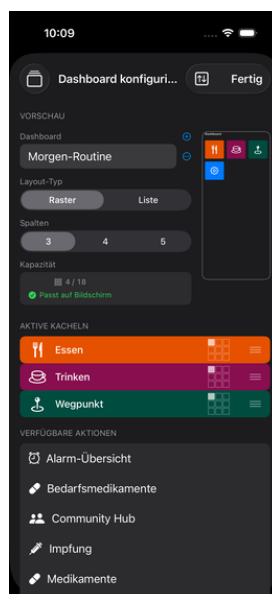 10:09
Dashboard konfiguri...
Fertig
VORSCHAU
Dashboard
Morgen-Routine
Dashboard
Layout-Typ
Raster
Liste
Spalten
3
4
5
Kapazität
4 / 18
Passt auf Bildschirm
AKTIVE KACHELN
Essen
Trinken
Wegpunkt
VERFÜGBARE AKTIONEN
Alarm-Übersicht
Bedarfsmedikamente
Community Hub
Impfung
Medikamente